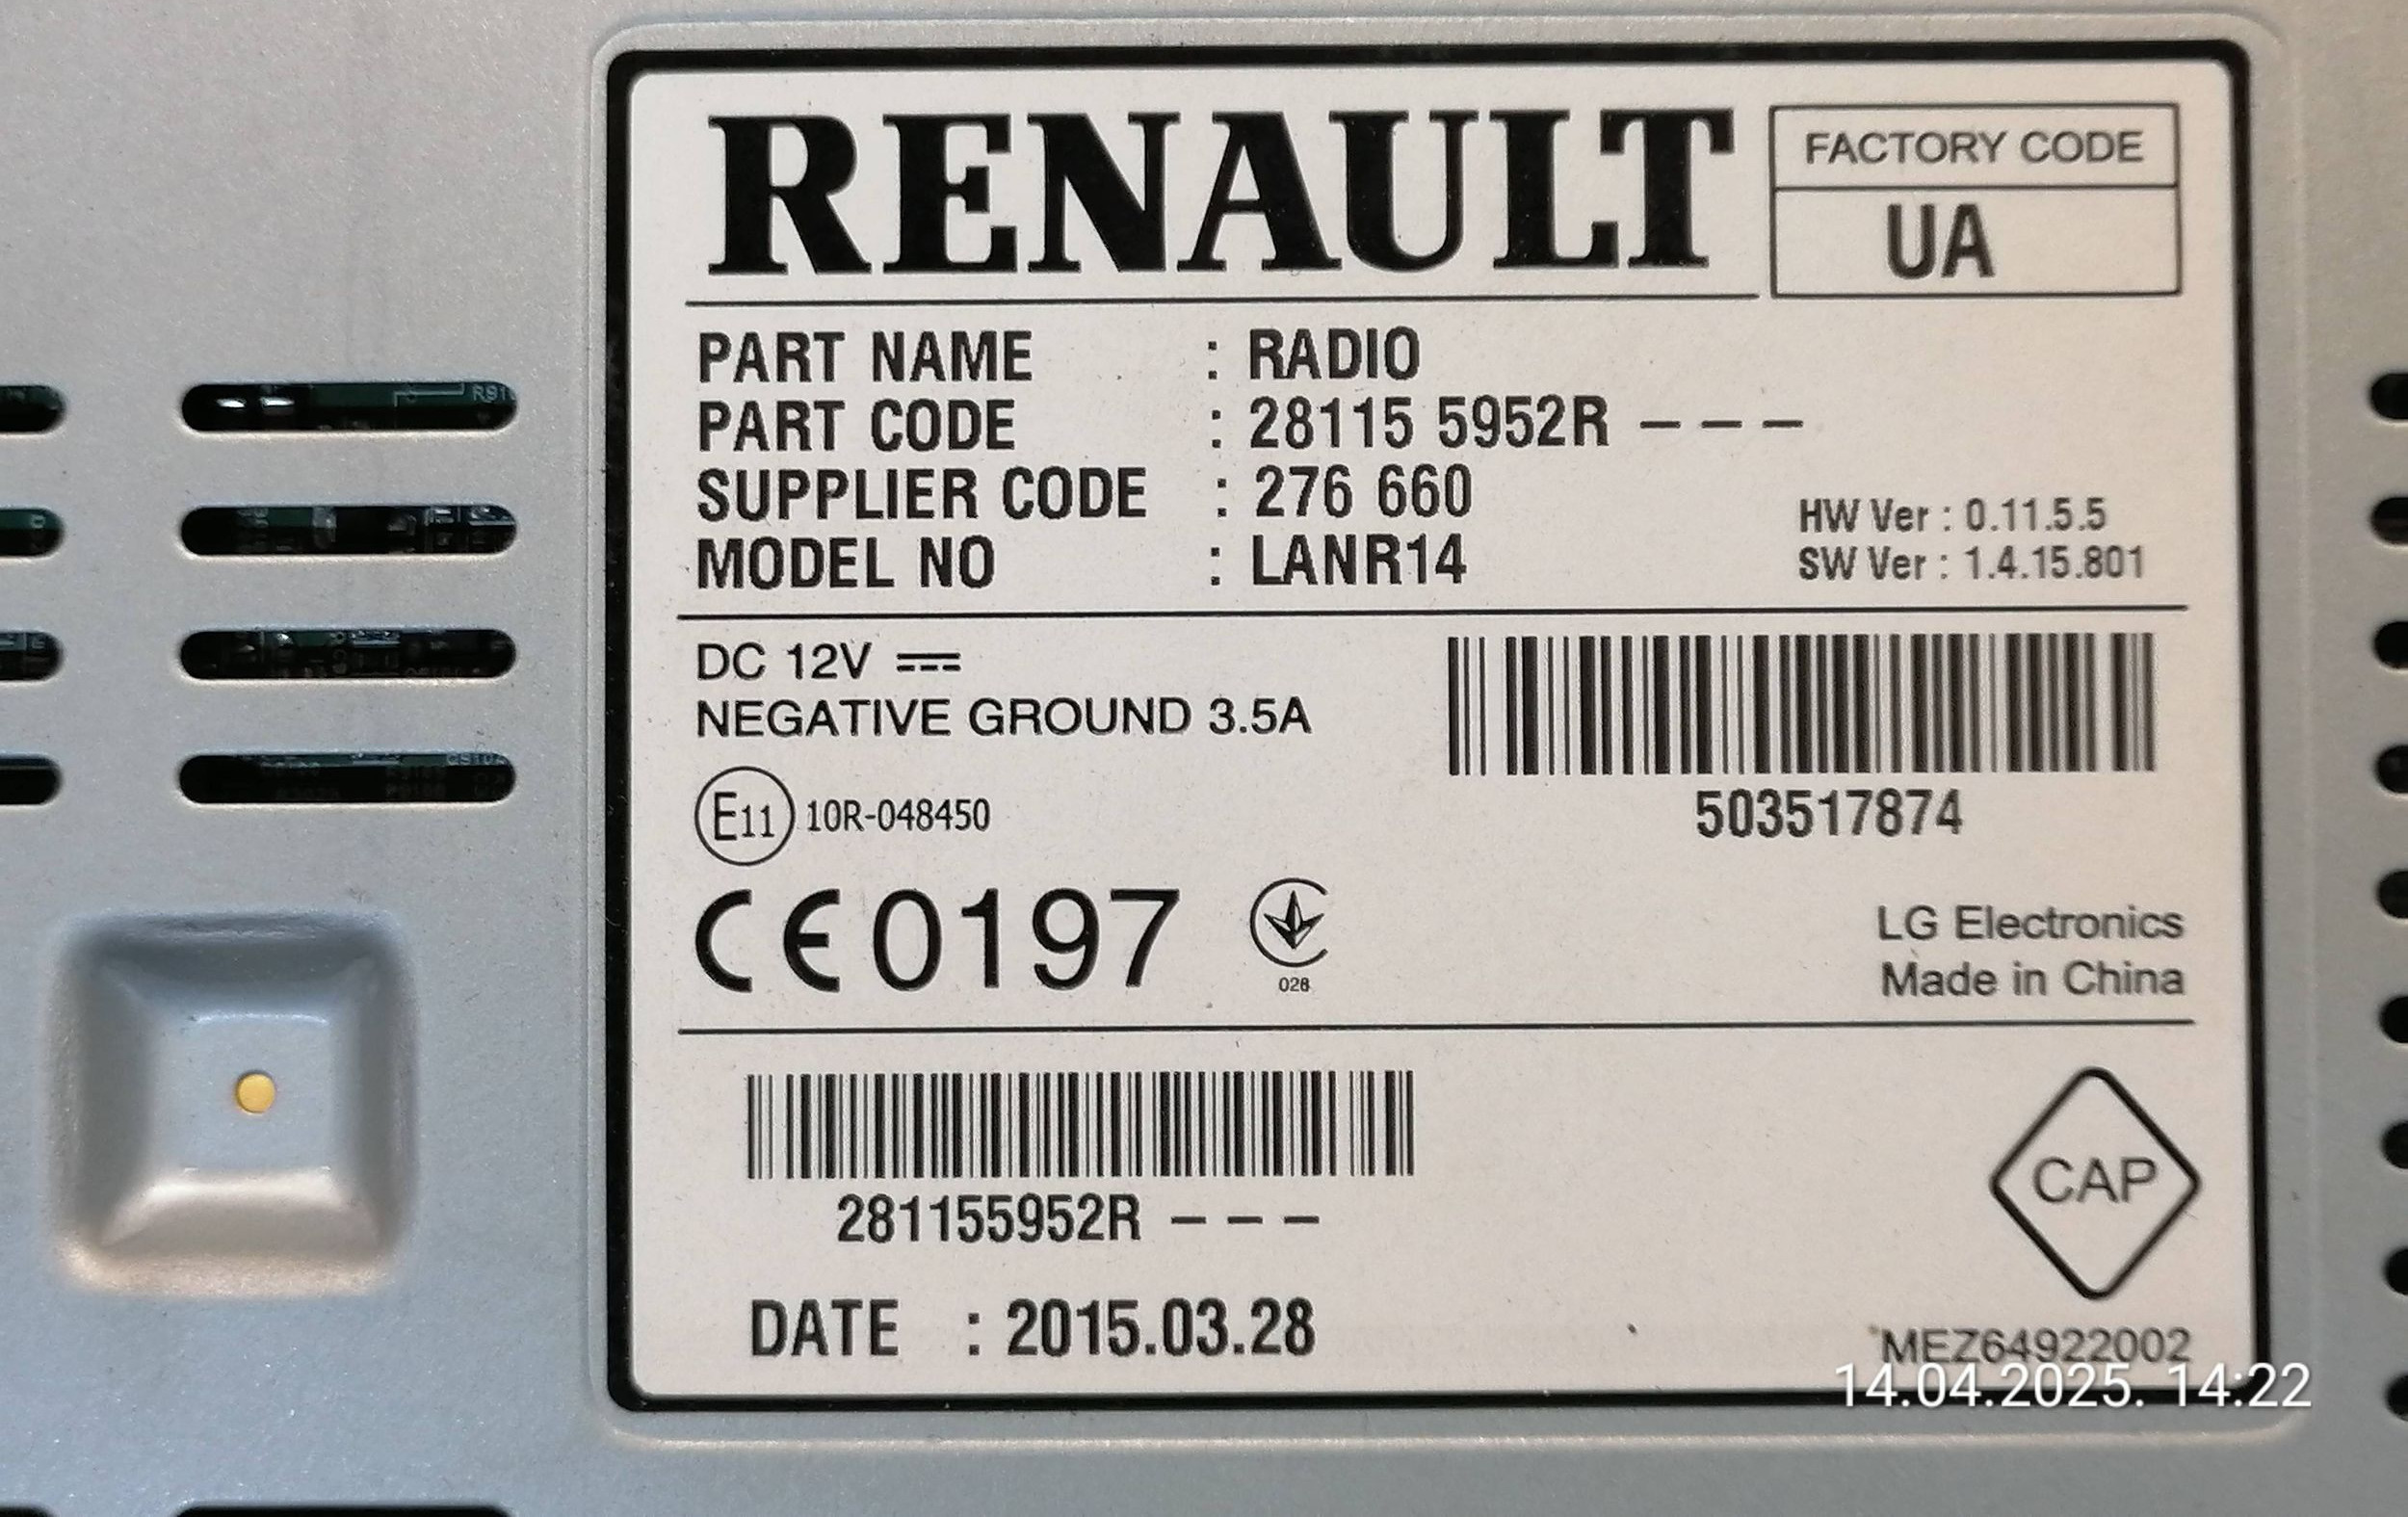 RENAULT
FACTORY CODE
UA
PART NAME : RADIO
PART CODE : 28115 5952R – – –
SUPPLIER CODE : 276 660
MODEL NO : LANR14
HW Ver : 0.11.5.5
SW Ver : 1.4.15.801
DC 12V
NEGATIVE GROUND 3.5A
503517874
E11 10R-048450
CE 0197
028
LG Electronics
Made in China
281155952R – – –
CAP
DATE : 2015.03.28
MEZ64922002
14.04.2025. 14:22